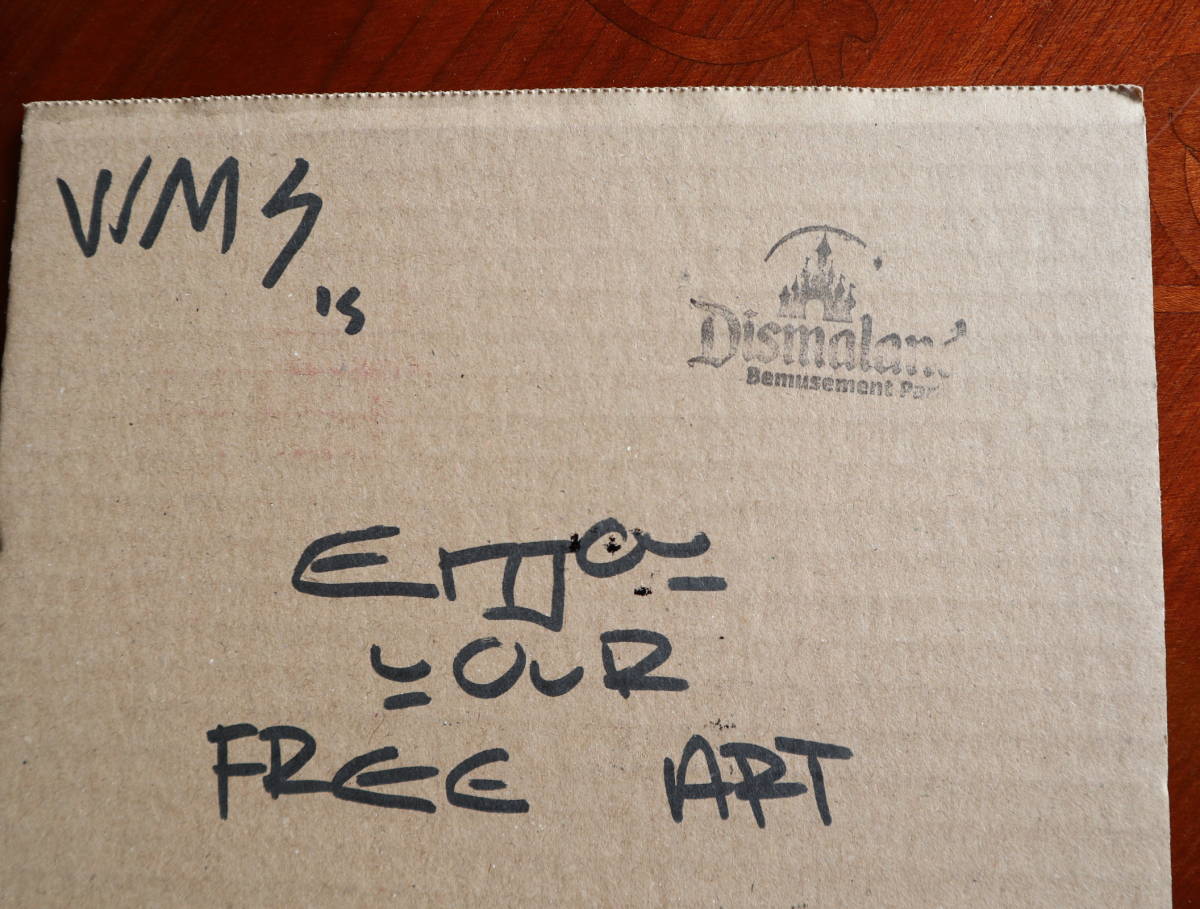 WMS
is
Dismaland
Bemusement Par
ENJOY
YOUR
FREE ART